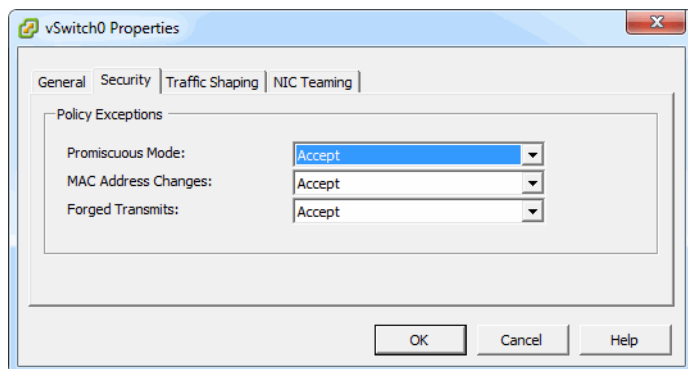 vSwitch0 Properties
General Security Traffic Shaping NIC Teaming
Policy Exceptions
Promiscuous Mode: Accept
MAC Address Changes: Accept
Forged Transmits: Accept
OK Cancel Help